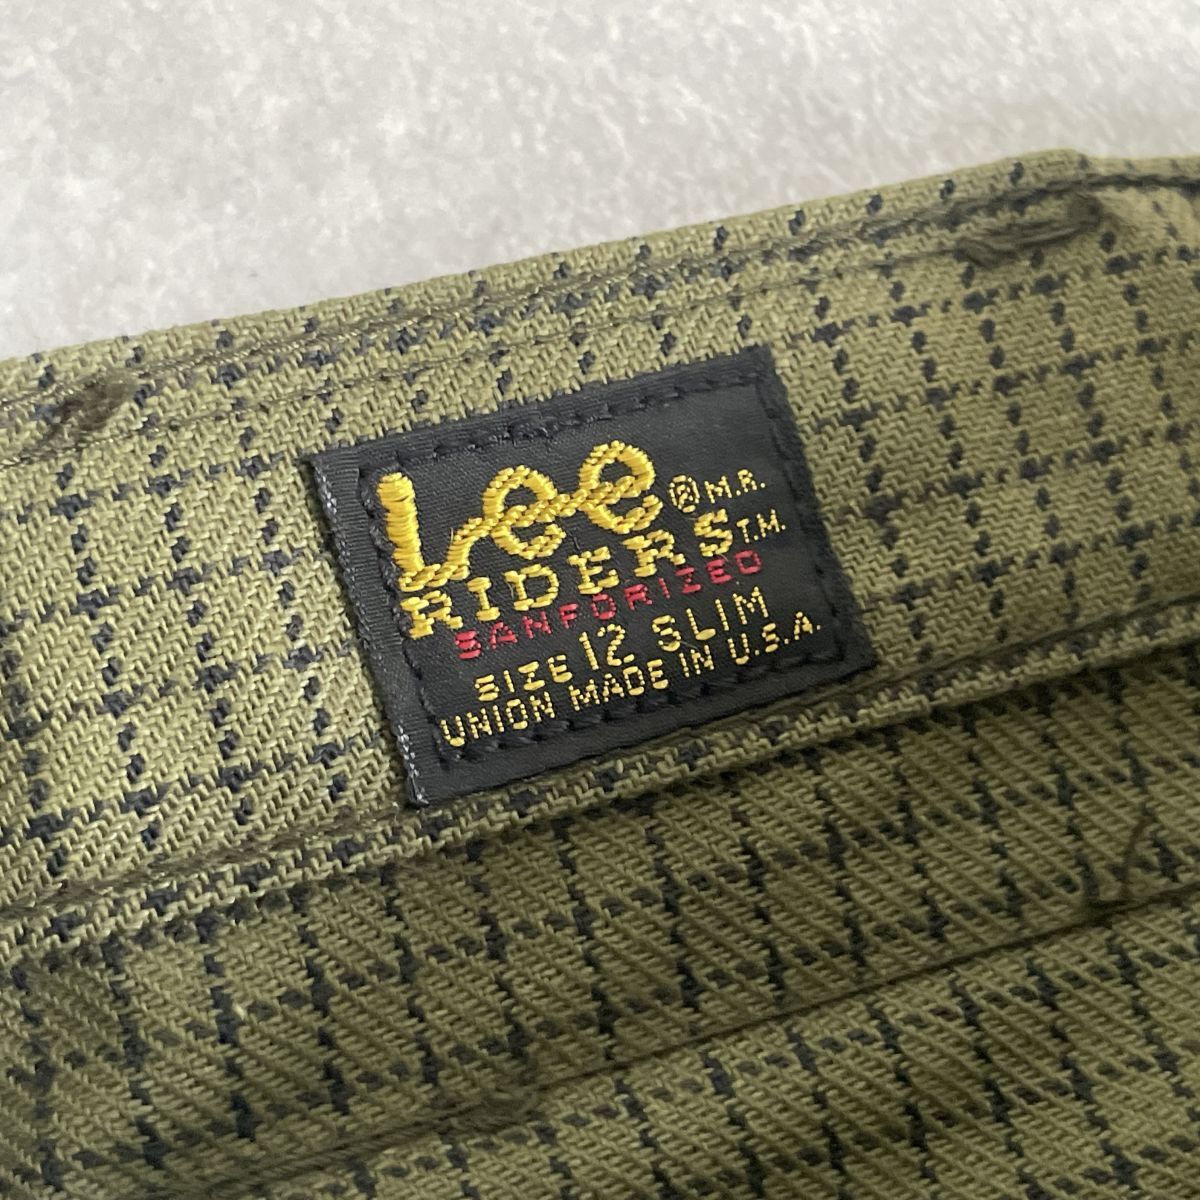 Lee ® M.R.
RIDERS T.M.
SANFORIZED
SIZE 12 SLIM
UNION MADE IN U.S.A.